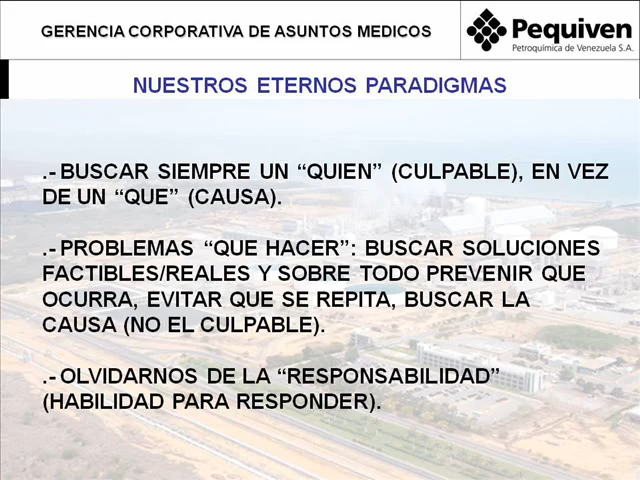 GERENCIA CORPORATIVA DE ASUNTOS MEDICOS
Pequiven
Petroquímica de Venezuela S.A.
NUESTROS ETERNOS PARADIGMAS
.- BUSCAR SIEMPRE UN “QUIEN” (CULPABLE), EN VEZ
DE UN “QUE” (CAUSA).
.- PROBLEMAS “QUE HACER”: BUSCAR SOLUCIONES
FACTIBLES/REALES Y SOBRE TODO PREVENIR QUE
OCURRA, EVITAR QUE SE REPITA, BUSCAR LA
CAUSA (NO EL CULPABLE).
.- OLVIDARNOS DE LA “RESPONSABILIDAD”
(HABILIDAD PARA RESPONDER).